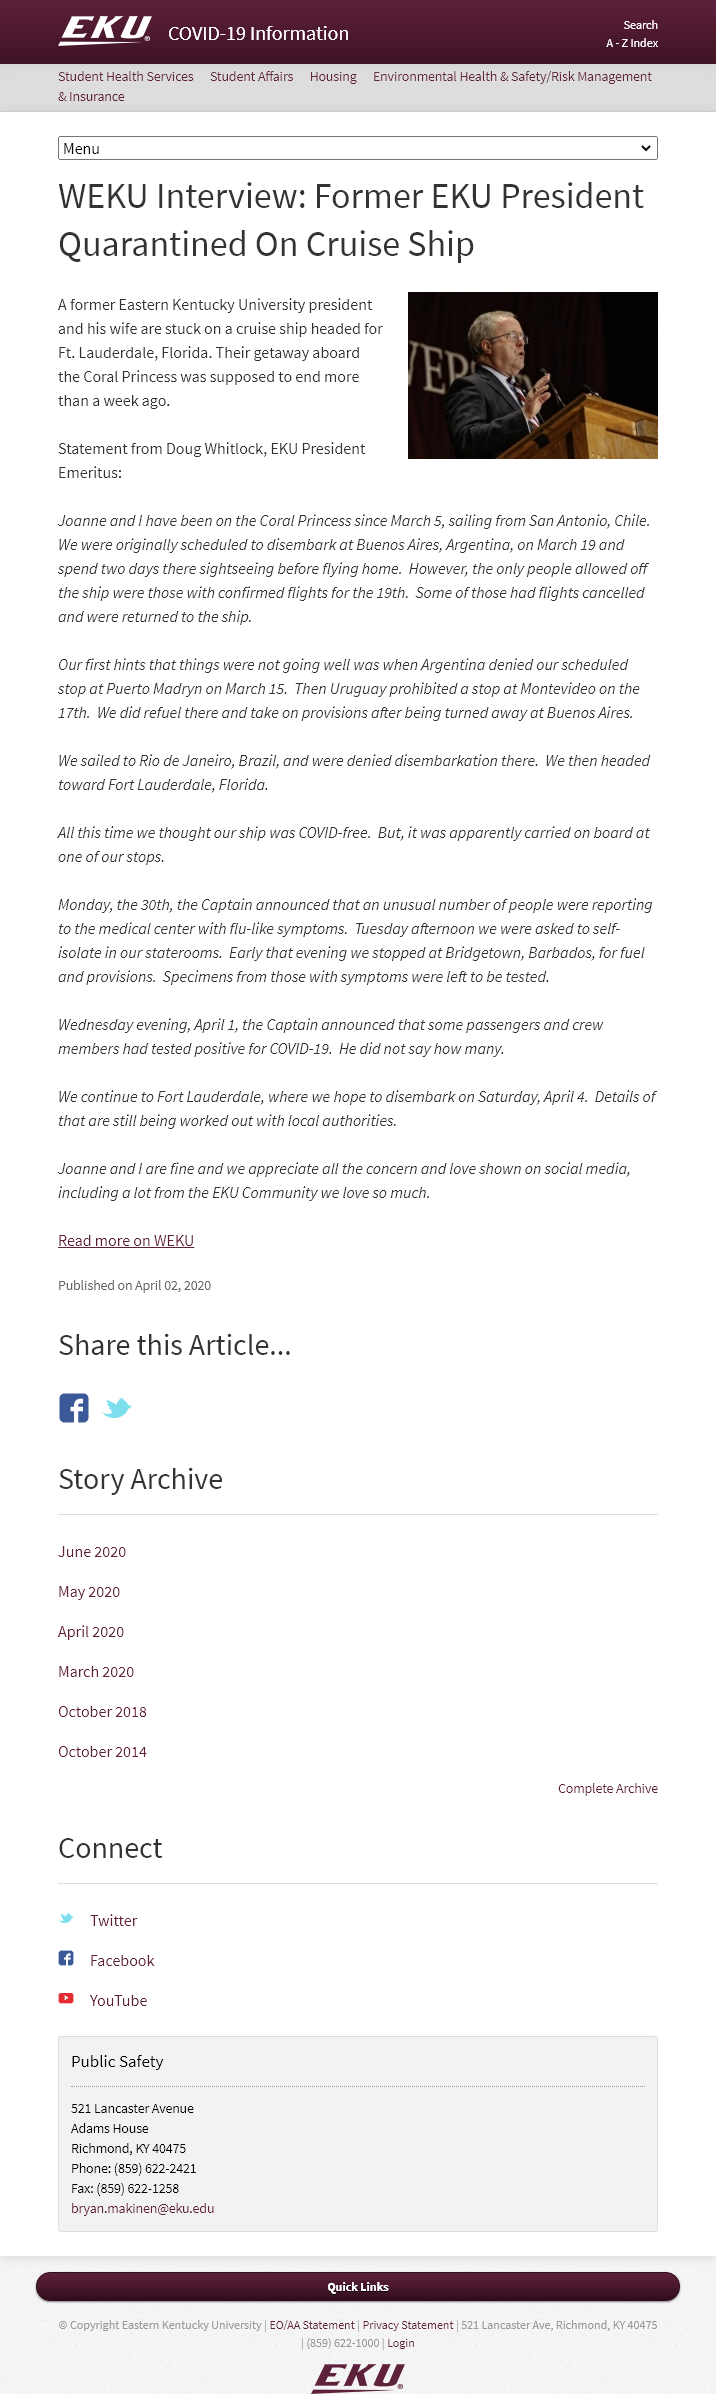 EKU
COVID-19 Information
Search
A - Z Index
Student Health Services Student Affairs Housing Environmental Health & Safety/Risk Management
& Insurance
Menu
WEKU Interview: Former EKU President
Quarantined On Cruise Ship
A former Eastern Kentucky University president
and his wife are stuck on a cruise ship headed for
Ft. Lauderdale, Florida. Their getaway aboard
the Coral Princess was supposed to end more
than a week ago.
VER
Statement from Doug Whitlock, EKU President
Emeritus:
Joanne and I have been on the Coral Princess since March 5, sailing from San Antonio, Chile.
We were originally scheduled to disembark at Buenos Aires, Argentina, on March 19 and
spend two days there sightseeing before flying home.  However, the only people allowed off
the ship were those with confirmed flights for the 19th.  Some of those had flights cancelled
and were returned to the ship.
Our first hints that things were not going well was when Argentina denied our scheduled
stop at Puerto Madryn on March 15.  Then Uruguay prohibited a stop at Montevideo on the
17th.  We did refuel there and take on provisions after being turned away at Buenos Aires.
We sailed to Rio de Janeiro, Brazil, and were denied disembarkation there.  We then headed
toward Fort Lauderdale, Florida.
All this time we thought our ship was COVID-free.  But, it was apparently carried on board at
one of our stops.
Monday, the 30th, the Captain announced that an unusual number of people were reporting
to the medical center with flu-like symptoms.  Tuesday afternoon we were asked to self-
isolate in our staterooms.  Early that evening we stopped at Bridgetown, Barbados, for fuel
and provisions.  Specimens from those with symptoms were left to be tested.
Wednesday evening, April 1, the Captain announced that some passengers and crew
members had tested positive for COVID-19.  He did not say how many.
We continue to Fort Lauderdale, where we hope to disembark on Saturday, April 4.  Details of
that are still being worked out with local authorities.
Joanne and I are fine and we appreciate all the concern and love shown on social media,
including a lot from the EKU Community we love so much.
Read more on WEKU
Published on April 02, 2020
Share this Article...
Story Archive
June 2020
May 2020
April 2020
March 2020
October 2018
October 2014
Complete Archive
Connect
Twitter
Facebook
YouTube
Public Safety
521 Lancaster Avenue
Adams House
Richmond, KY 40475
Phone: (859) 622-2421
Fax: (859) 622-1258
bryan.makinen@eku.edu
Quick Links
© Copyright Eastern Kentucky University | EO/AA Statement | Privacy Statement | 521 Lancaster Ave, Richmond, KY 40475
| (859) 622-1000 | Login
EKU